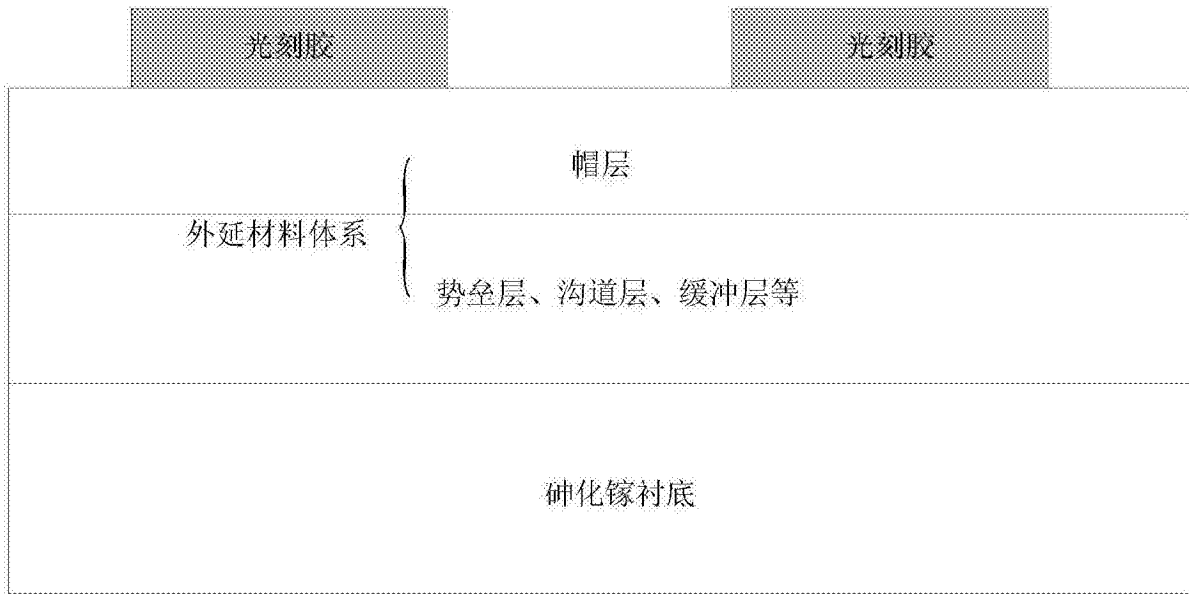 光刻胶 光刻胶
帽层
外延材料体系
势垒层、沟道层、缓冲层等
砷化镓衬底